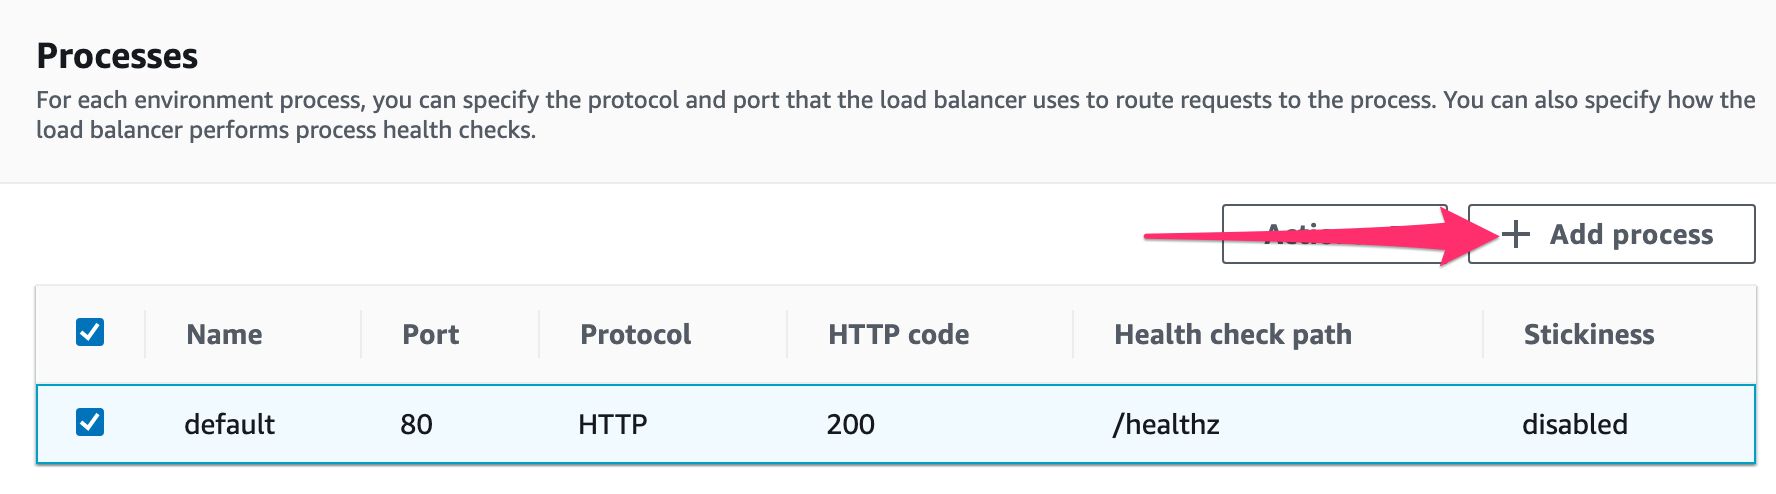 Processes
For each environment process, you can specify the protocol and port that the load balancer uses to route requests to the process. You can also specify how the
load balancer performs process health checks.
Add process
Name Port Protocol HTTP code Health check path Stickiness
default 80 HTTP 200 /healthz disabled